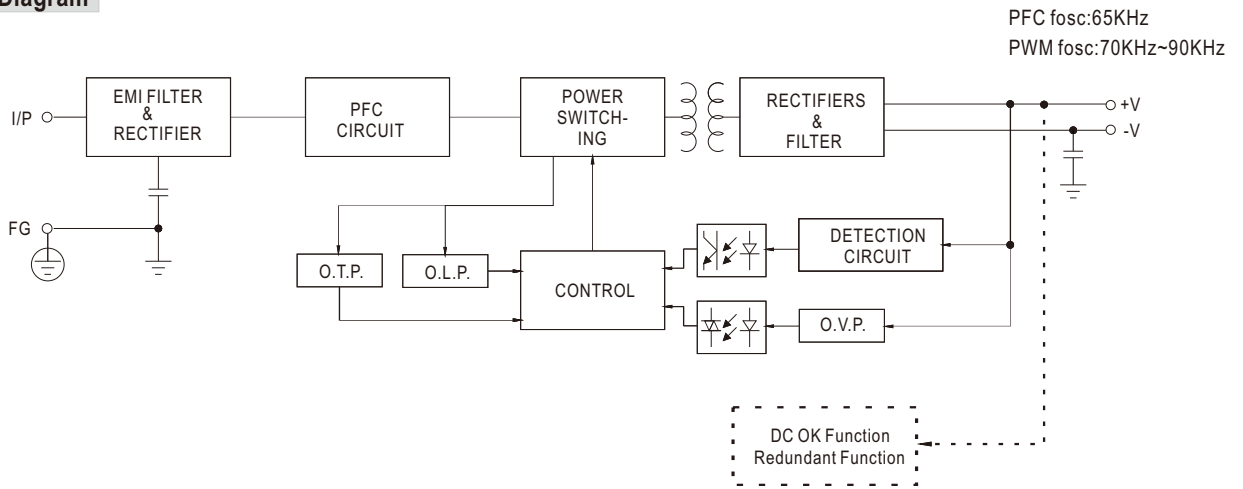 Diagram
PFC fosc:65KHz
PWM fosc:70KHz~90KHz
I/P
EMI FILTER
&
RECTIFIER
PFC
CIRCUIT
POWER
SWITCH-
ING
RECTIFIERS
&
FILTER
+V
-V
FG
O.T.P.
O.L.P.
CONTROL
DETECTION
CIRCUIT
O.V.P.
DC OK Function
Redundant Function